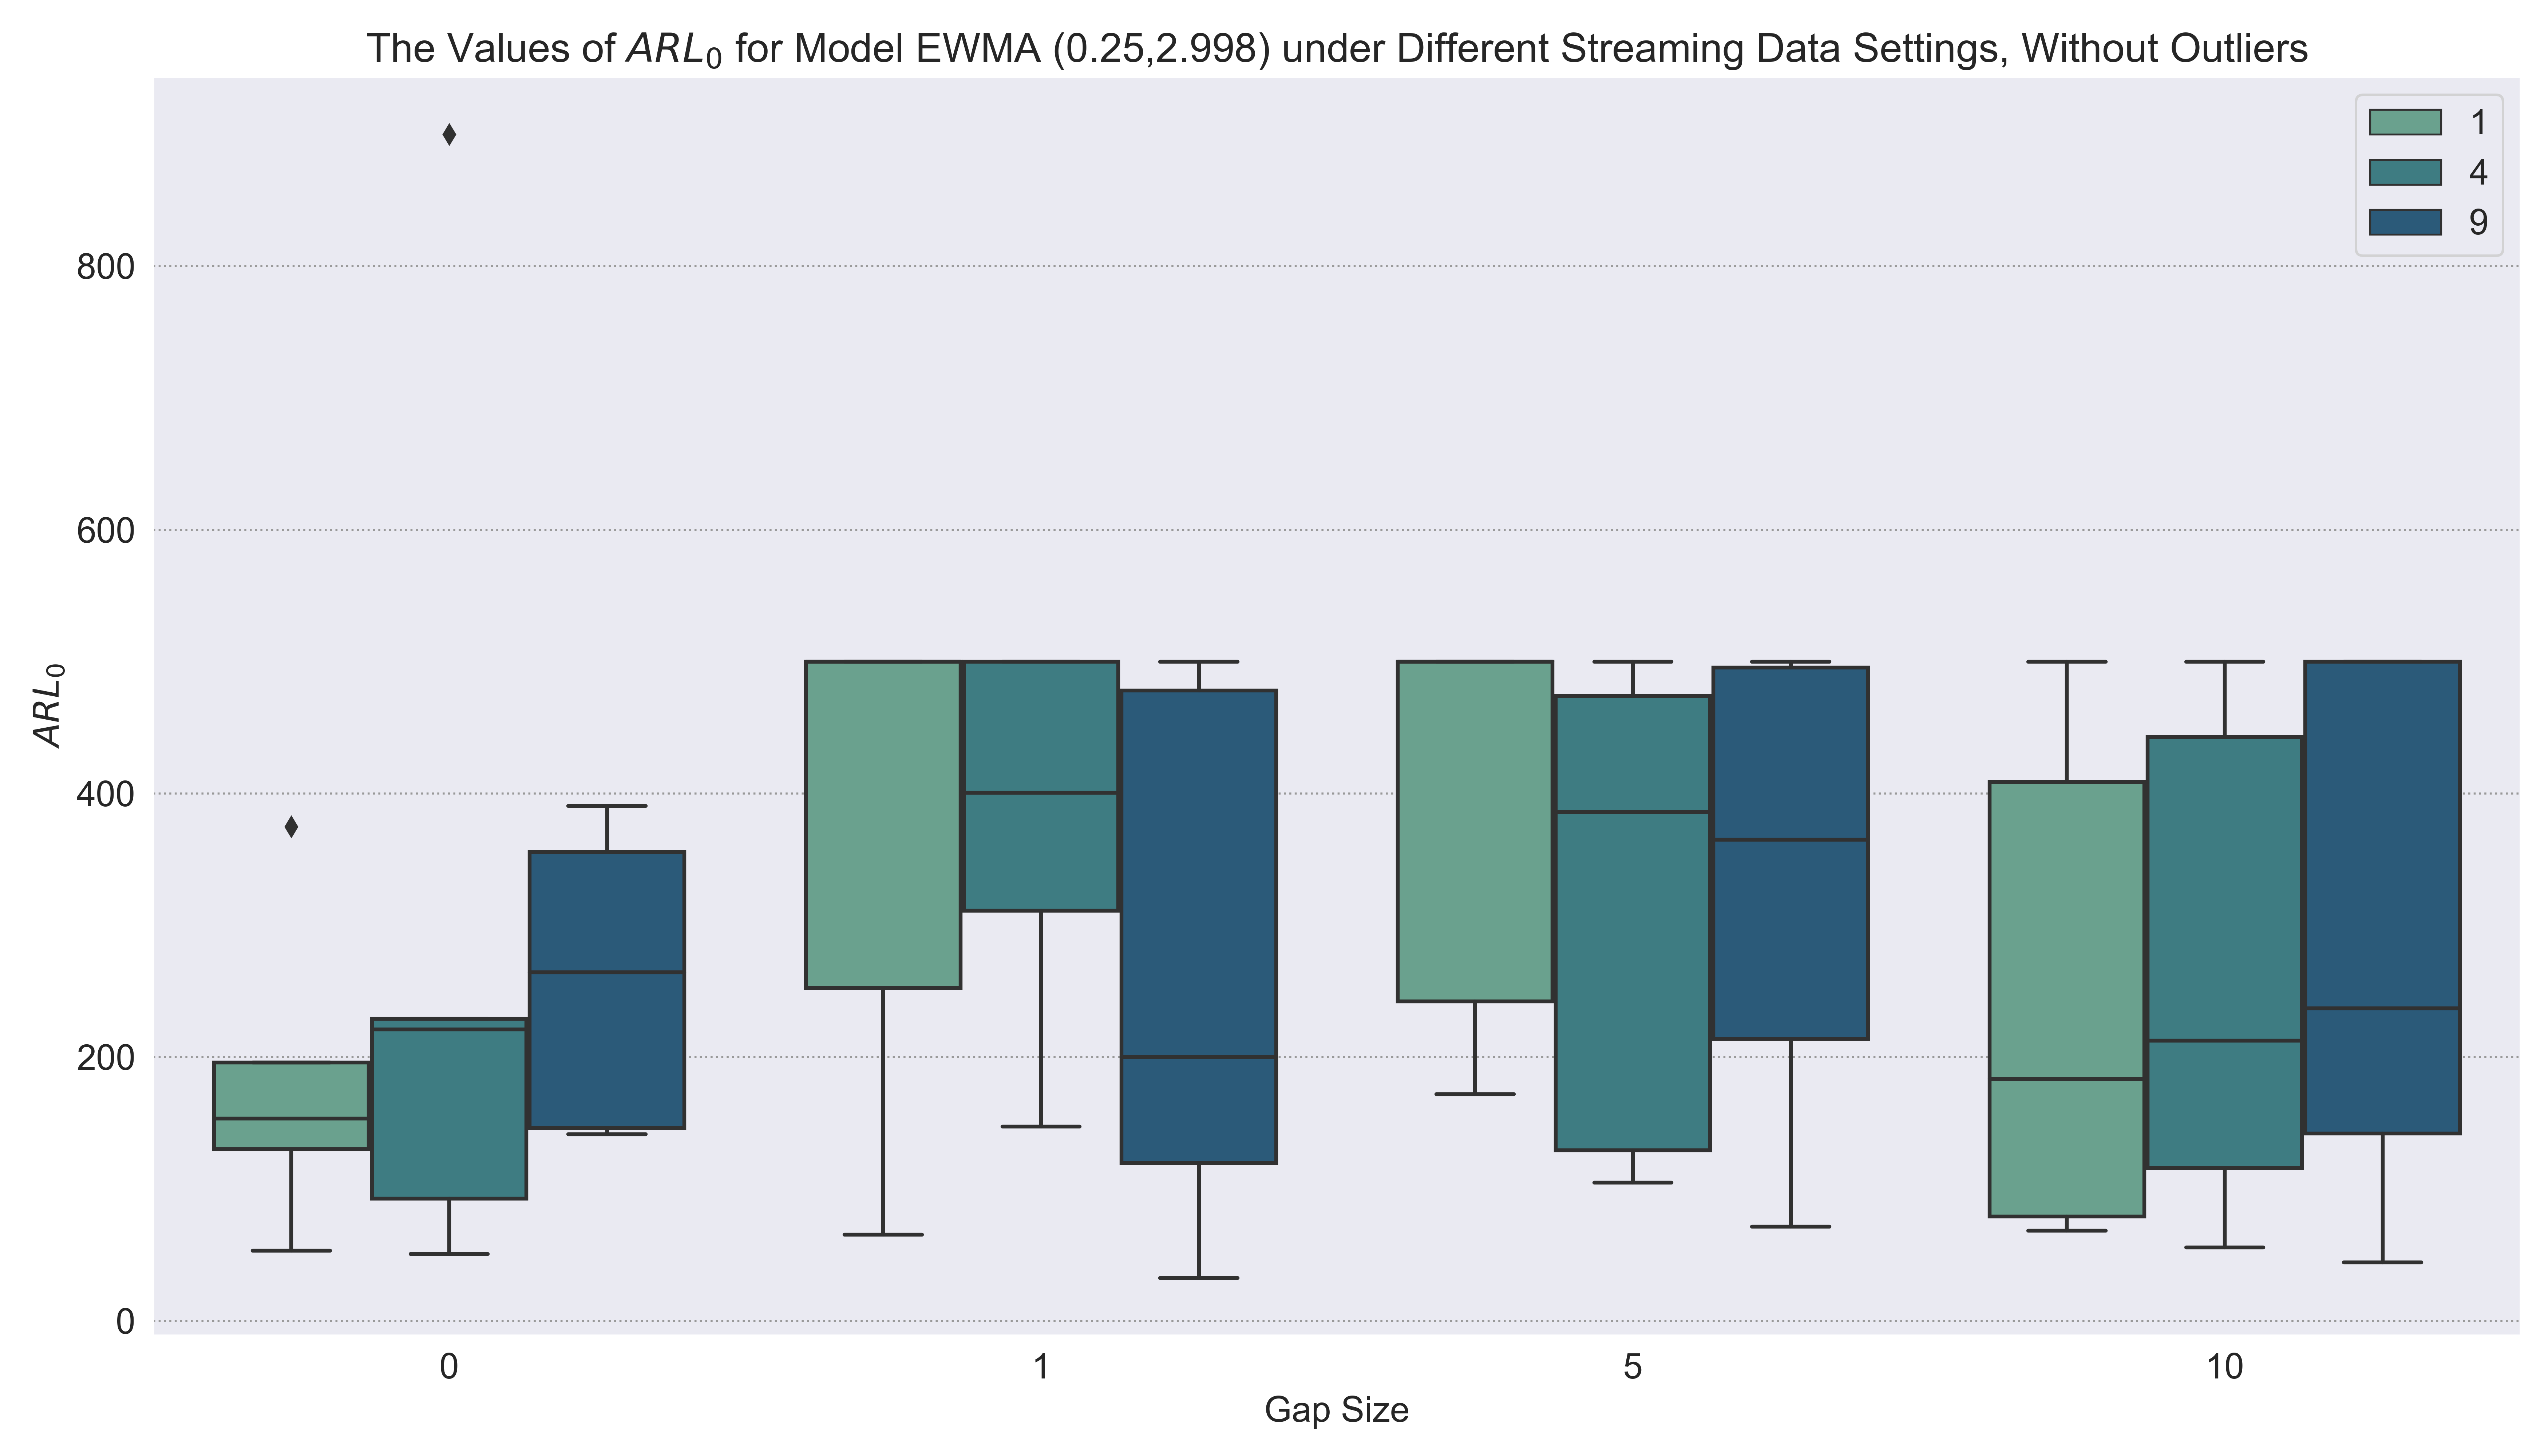 The Values of ARL₀ for Model EWMA (0.25,2.998) under Different Streaming Data Settings, Without Outliers
1
4
9
800
600
400
200
0
ARL₀
0 1 5 10
Gap Size